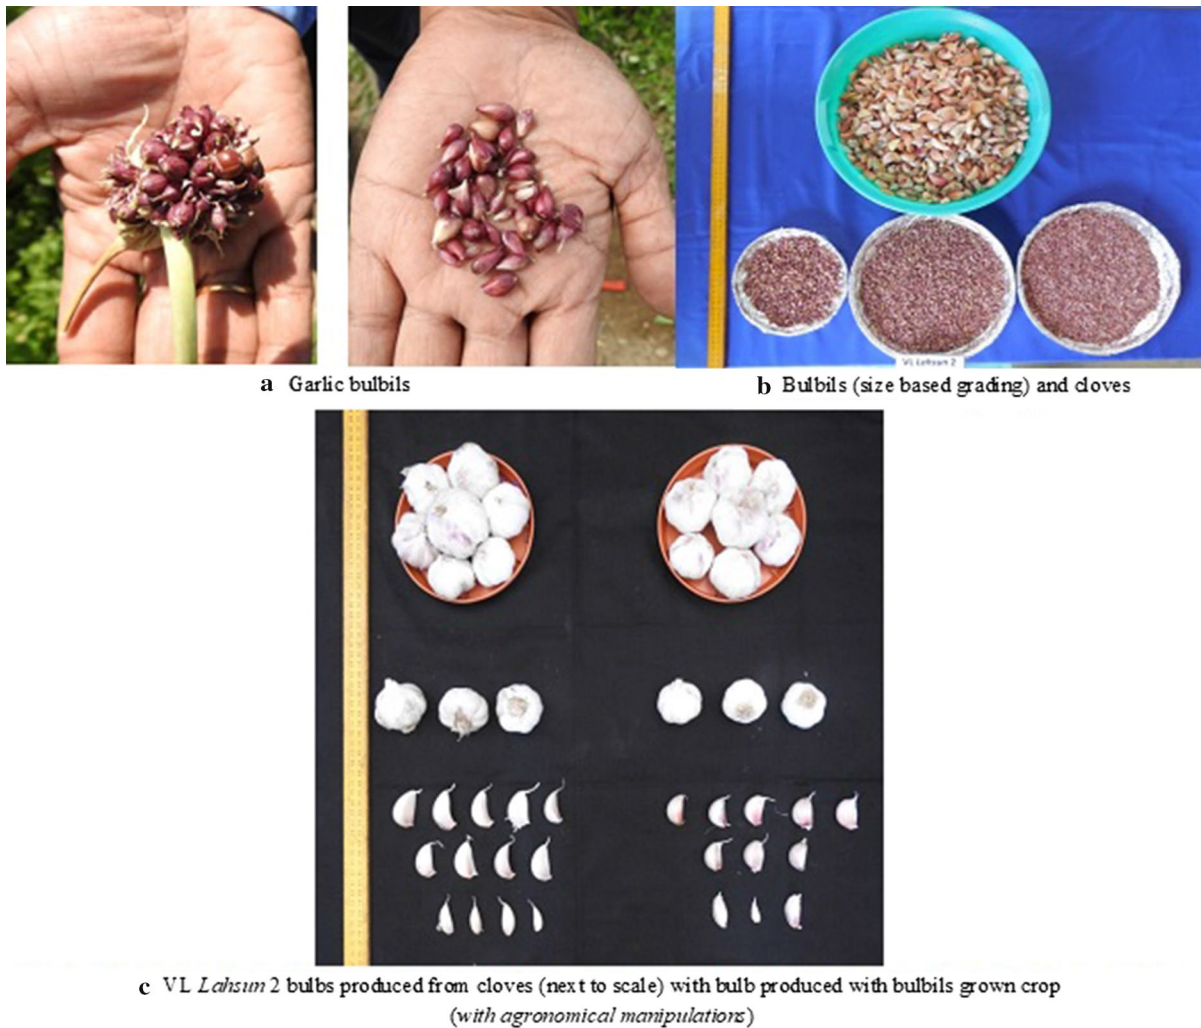 a Garlic bulbils
VL Lahsun 2
b Bulbils (size based grading) and cloves
c VL Lahsun 2 bulbs produced from cloves (next to scale) with bulb produced with bulbils grown crop
(with agronomical manipulations)